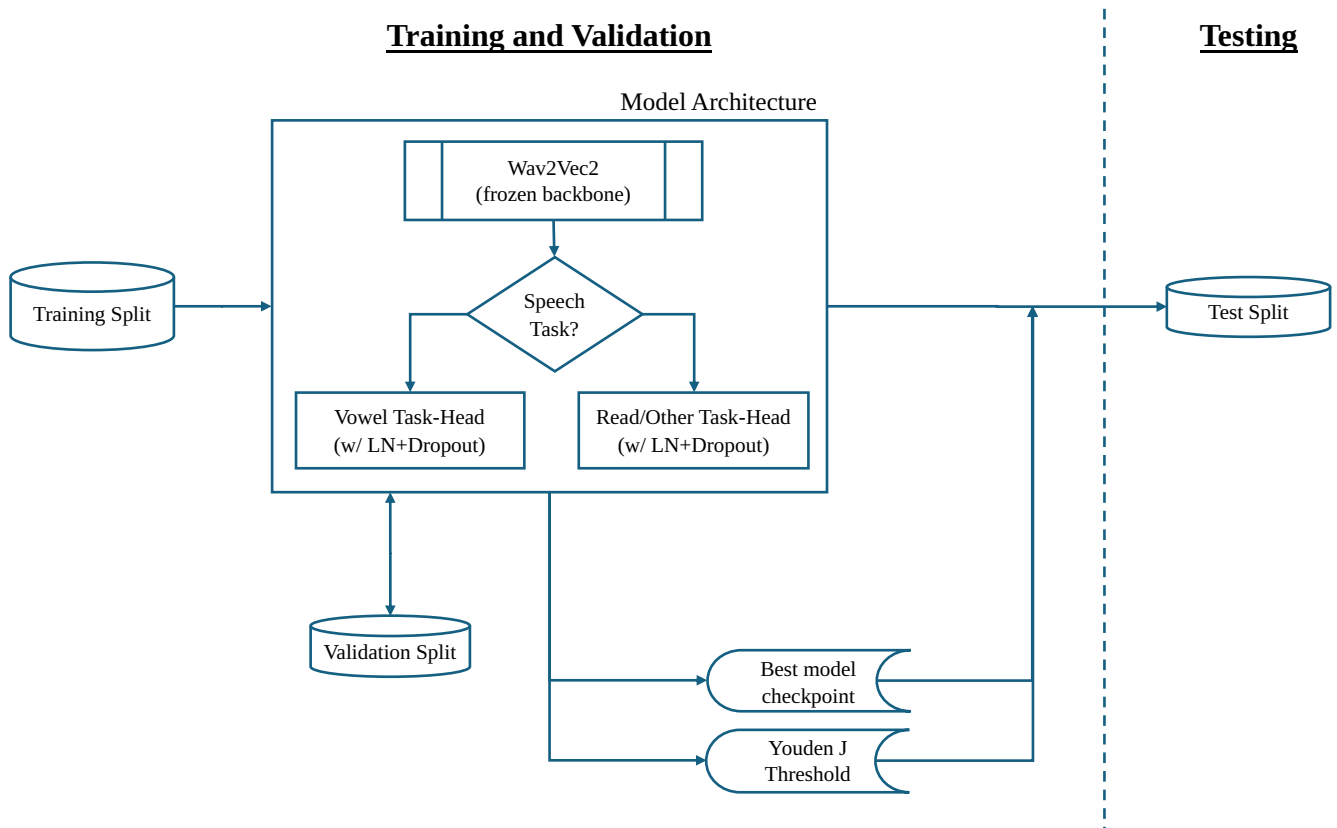 Training and Validation
Testing
Model Architecture
Wav2Vec2
(frozen backbone)
Speech
Task?
Training Split
Test Split
Vowel Task-Head
(w/ LN+Dropout)
Read/Other Task-Head
(w/ LN+Dropout)
Validation Split
Best model
checkpoint
Youden J
Threshold